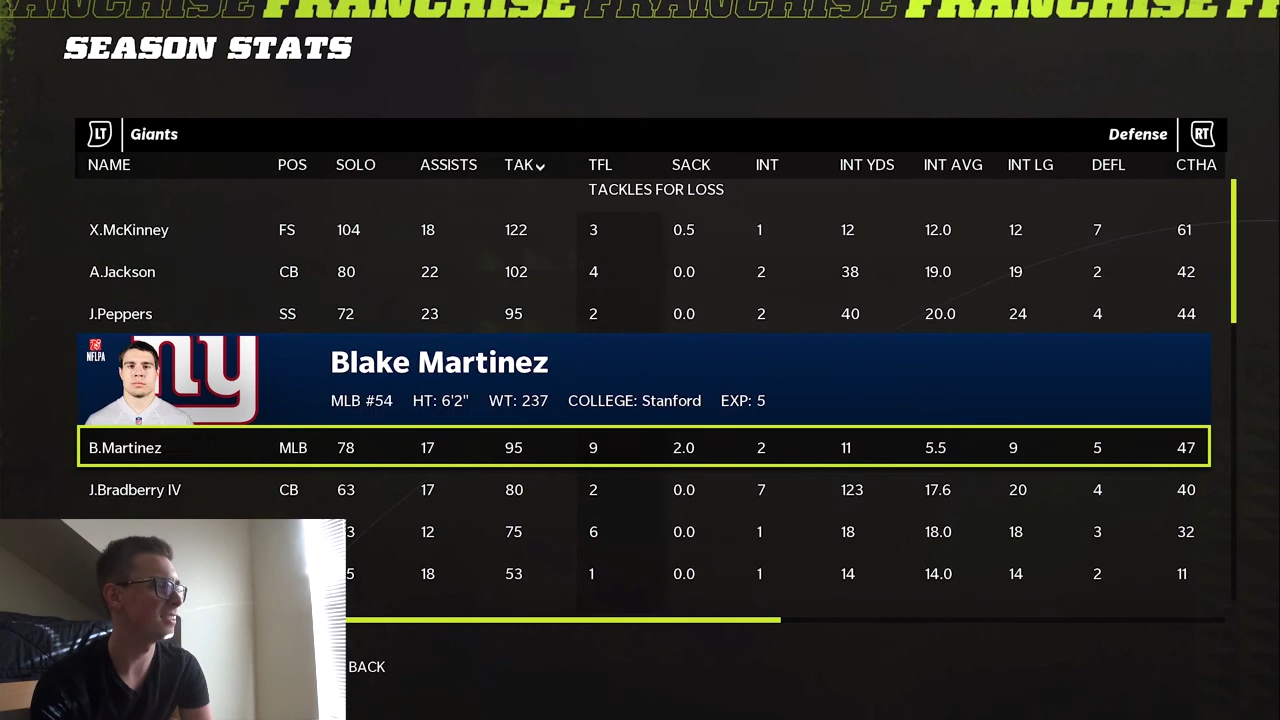 FRANCHISE FRANCHISE FRANCHISE FRANCHISE FR
SEASON STATS
LT Giants Defense RT
NAME POS SOLO ASSISTS TAK TFL SACK INT INT YDS INT AVG INT LG DEFL CTHA
TACKLES FOR LOSS
X.McKinney FS 104 18 122 3 0.5 1 12 12.0 12 7 61
A.Jackson CB 80 22 102 4 0.0 2 38 19.0 19 2 42
J.Peppers SS 72 23 95 2 0.0 2 40 20.0 24 4 44
NFLPA ny Blake Martinez
MLB #54 HT: 6'2" WT: 237 COLLEGE: Stanford EXP: 5
B.Martinez MLB 78 17 95 9 2.0 2 11 5.5 9 5 47
J.Bradberry IV CB 63 17 80 2 0.0 7 123 17.6 20 4 40
3 12 75 6 0.0 1 18 18.0 18 3 32
5 18 53 1 0.0 1 14 14.0 14 2 11
BACK